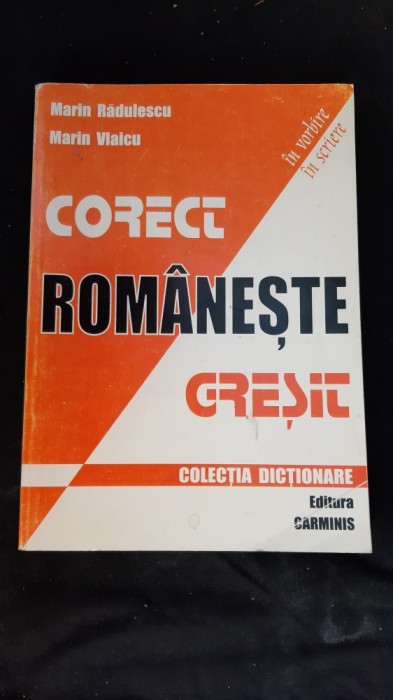 Marin Rădulescu
Marin Vlaicu
în vorbire
în scriere
CORECT
ROMÂNEȘTE
GREȘIT
COLECȚIA DICȚIONARE
Editura
CARMINIS